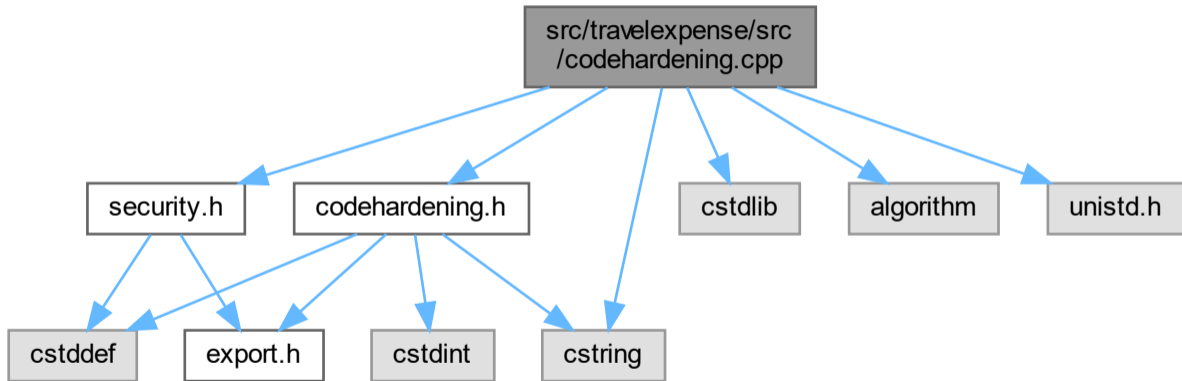 src/travelexpense/src
/codehardening.cpp
security.h
codehardening.h
cstdlib
algorithm
unistd.h
cstddef
export.h
cstdint
cstring